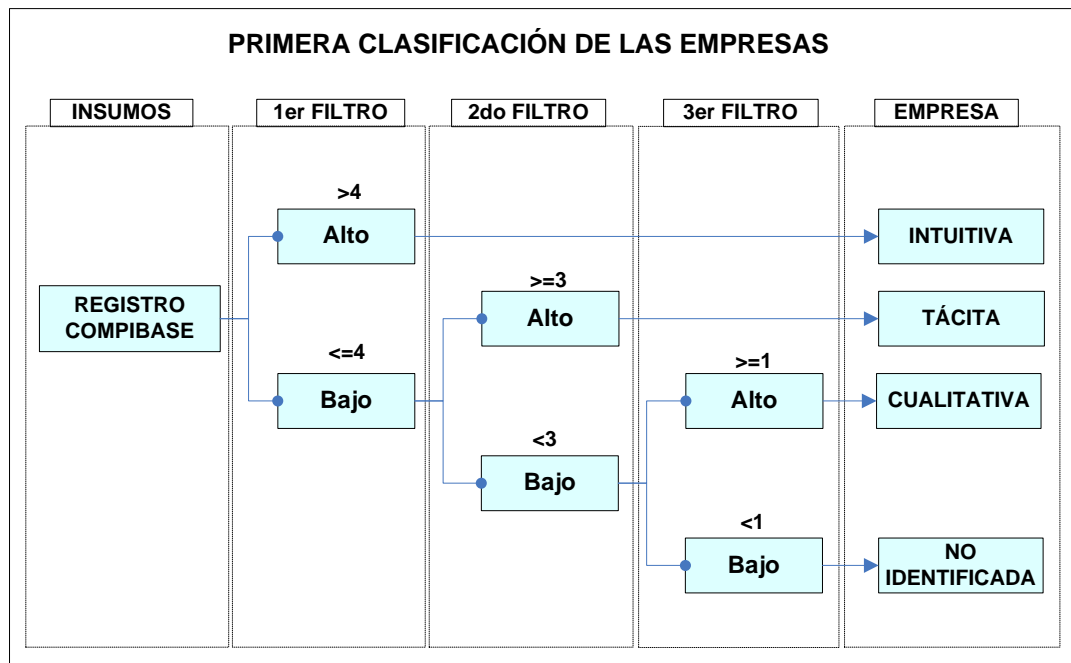 PRIMERA CLASIFICACIÓN DE LAS EMPRESAS
INSUMOS
1er FILTRO
2do FILTRO
3er FILTRO
EMPRESA
>4
Alto
INTUITIVA
REGISTRO
COMPIBASE
>=3
Alto
TÁCITA
<=4
Bajo
>=1
Alto
CUALITATIVA
<3
Bajo
<1
Bajo
NO
IDENTIFICADA